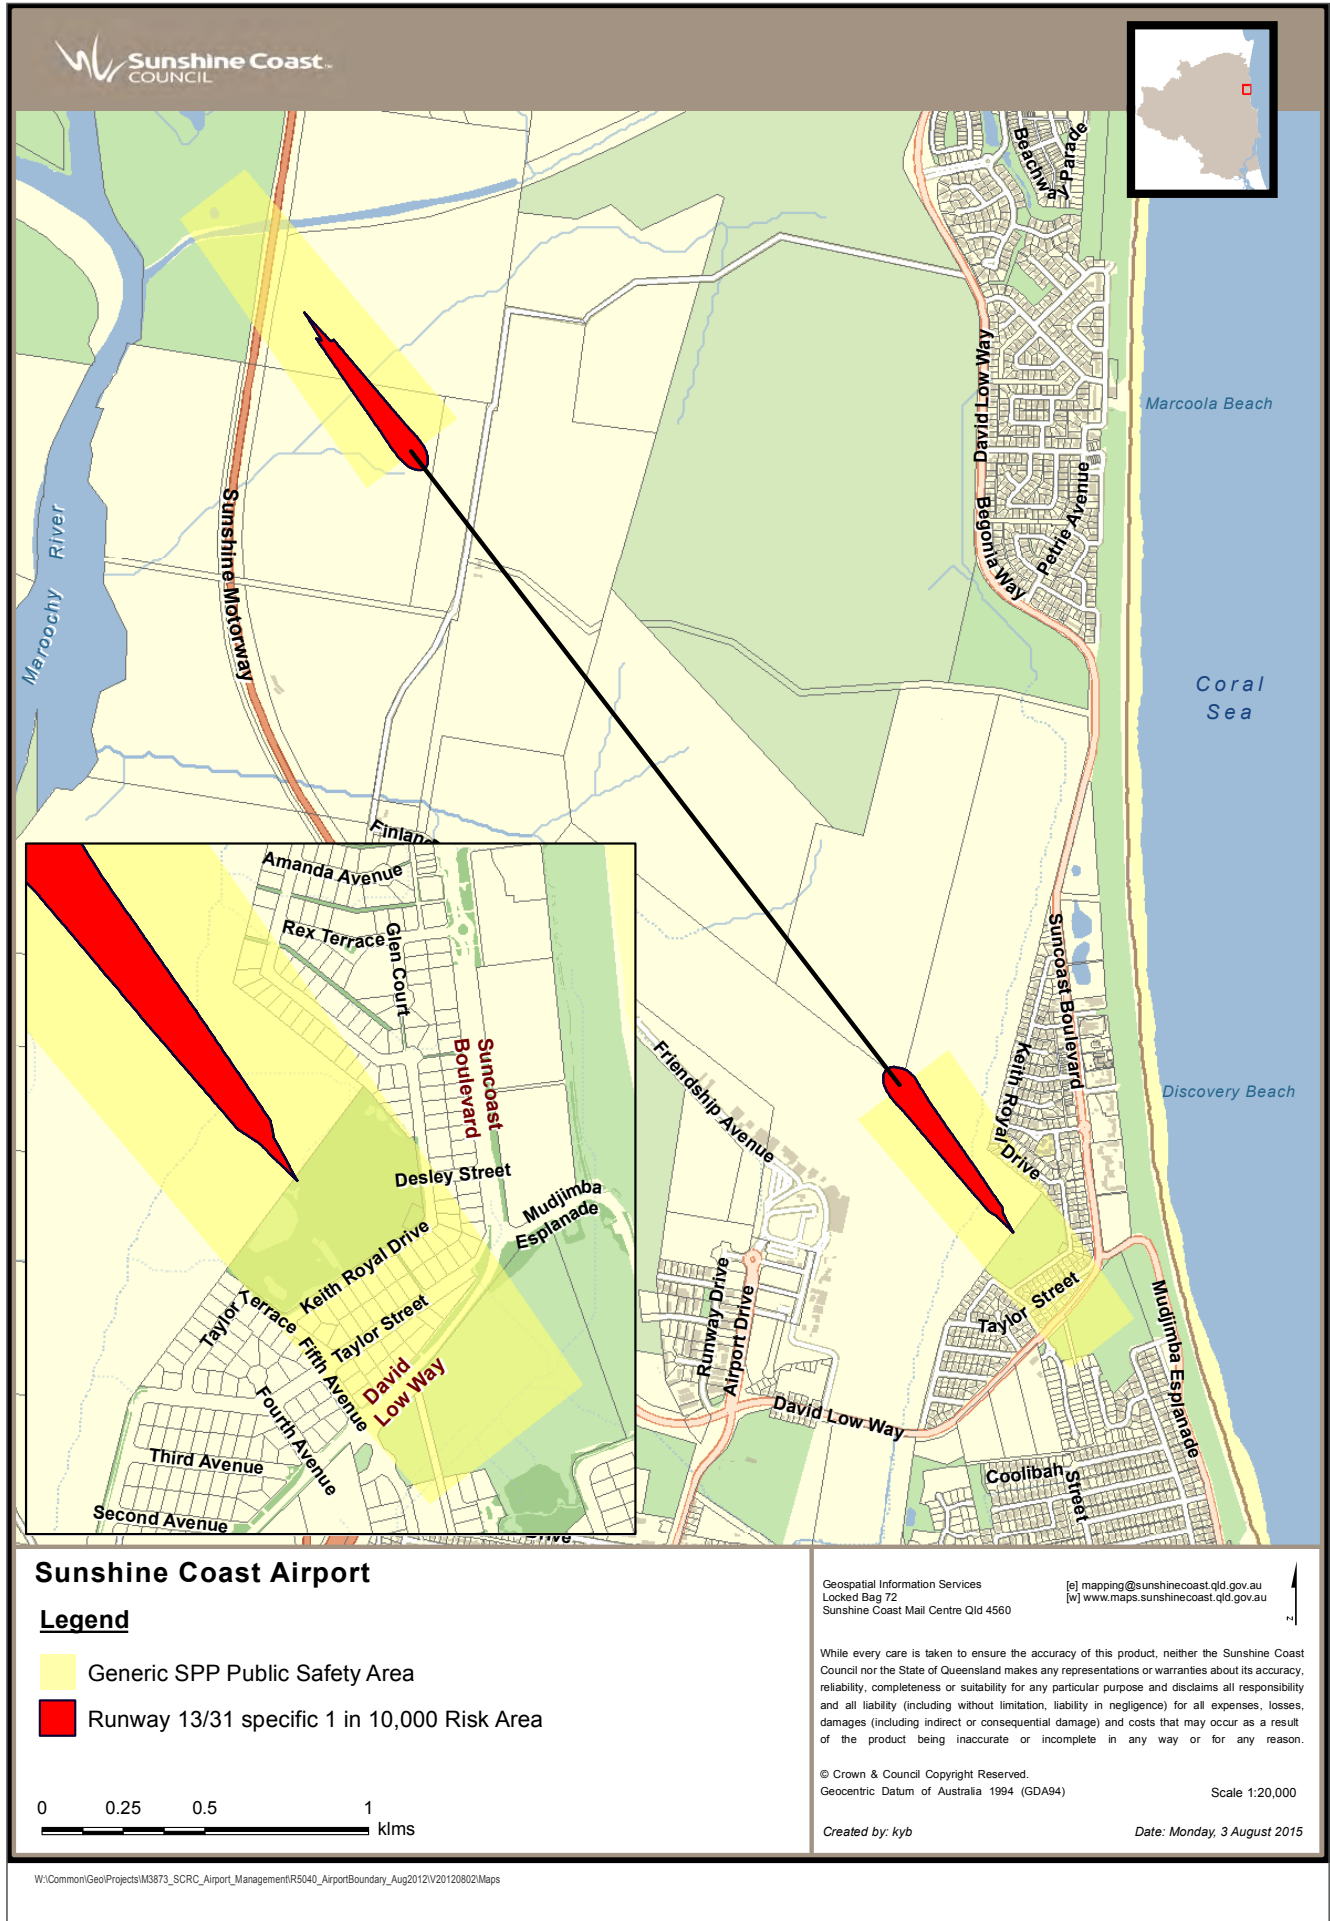 Sunshine Coast
COUNCIL
Beachway Parade
David Low Way
Marcoola Beach
Petrie Avenue
Begonia Way
Sunshine Motorway
Maroochy River
Coral
Sea
Suncoast Boulevard
Keith Royal Drive
Discovery Beach
Friendship Avenue
Runway Drive
Airport Drive
Taylor Street
David Low Way
Mudjimba Esplanade
Coolibah Street
Amanda Avenue
Rex Terrace
Glen Court
Suncoast
Boulevard
Desley Street
Mudjimba
Esplanade
Keith Royal Drive
Taylor Terrace
Taylor Street
Fifth Avenue
David
Low Way
Fourth Avenue
Third Avenue
Second Avenue
Sunshine Coast Airport
Legend
Generic SPP Public Safety Area
Runway 13/31 specific 1 in 10,000 Risk Area
0 0.25 0.5 1
klms
Geospatial Information Services
Locked Bag 72
Sunshine Coast Mail Centre Qld 4560
[e] mapping@sunshinecoast.qld.gov.au
[w] www.maps.sunshinecoast.qld.gov.au
z
While every care is taken to ensure the accuracy of this product, neither the Sunshine Coast
Council nor the State of Queensland makes any representations or warranties about its accuracy,
reliability, completeness or suitability for any particular purpose and disclaims all responsibility
and all liability (including without limitation, liability in negligence) for all expenses, losses,
damages (including indirect or consequential damage) and costs that may occur as a result
of the product being inaccurate or incomplete in any way or for any reason.
© Crown & Council Copyright Reserved.
Geocentric Datum of Australia 1994 (GDA94)
Scale 1:20,000
Created by: kyb
Date: Monday, 3 August 2015
W:\Common\Geo\Projects\M3873_SCRC_Airport_Management\R5040_AirportBoundary_Aug2012\V20120802\Maps